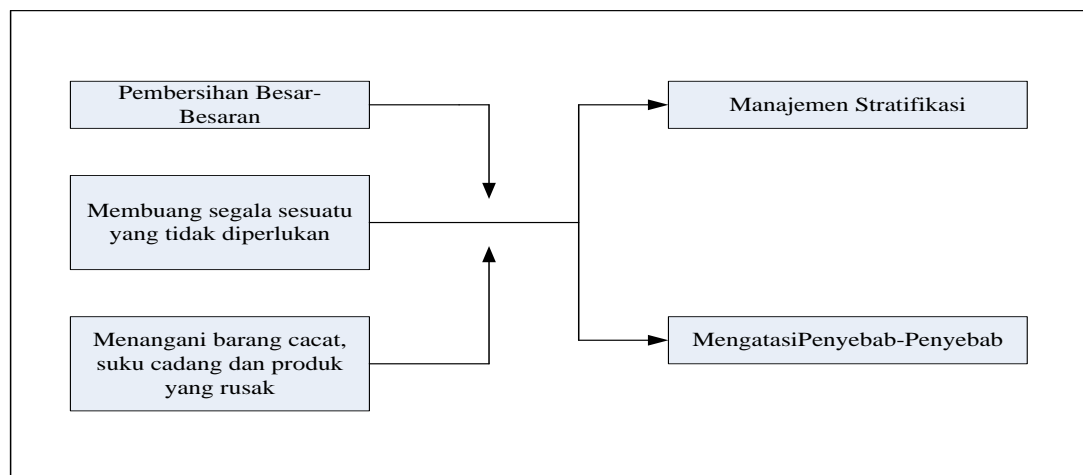 Pembersihan Besar-
Besaran
Membuang segala sesuatu
yang tidak diperlukan
Menangani barang cacat,
suku cadang dan produk
yang rusak
Manajemen Stratifikasi
MengatasiPenyebab-Penyebab